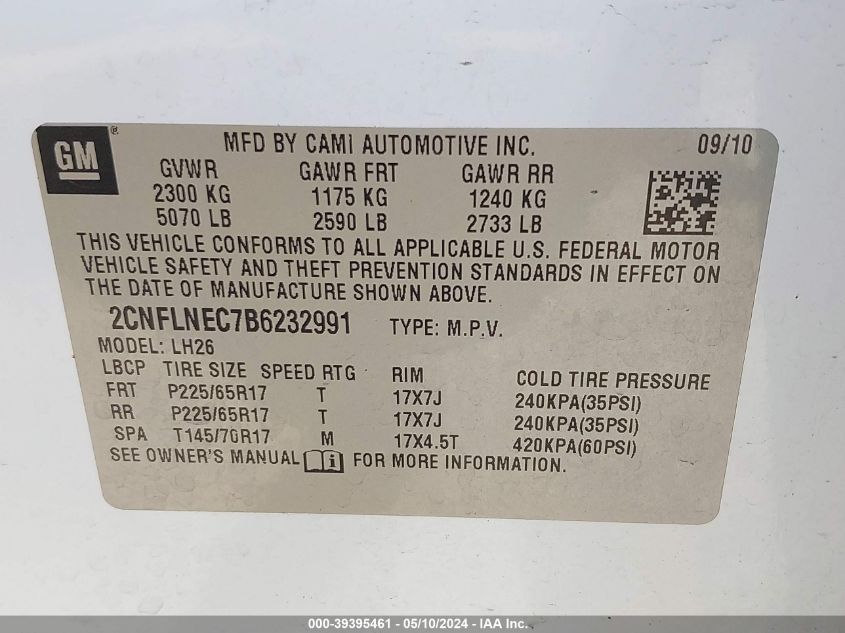 GM ®
MFD BY CAMI AUTOMOTIVE INC. 09/10
GVWR GAWR FRT GAWR RR
2300 KG 1175 KG 1240 KG
5070 LB 2590 LB 2733 LB
THIS VEHICLE CONFORMS TO ALL APPLICABLE U.S. FEDERAL MOTOR
VEHICLE SAFETY AND THEFT PREVENTION STANDARDS IN EFFECT ON
THE DATE OF MANUFACTURE SHOWN ABOVE.
2CNFLNEC7B6232991 TYPE: M.P.V.
MODEL: LH26
LBCP TIRE SIZE SPEED RTG RIM COLD TIRE PRESSURE
FRT P225/65R17 T 17X7J 240KPA(35PSI)
RR P225/65R17 T 17X7J 240KPA(35PSI)
SPA T145/70R17 M 17X4.5T 420KPA(60PSI)
SEE OWNER'S MANUAL i FOR MORE INFORMATION.
000-39395461 - 05/10/2024 - IAA Inc.